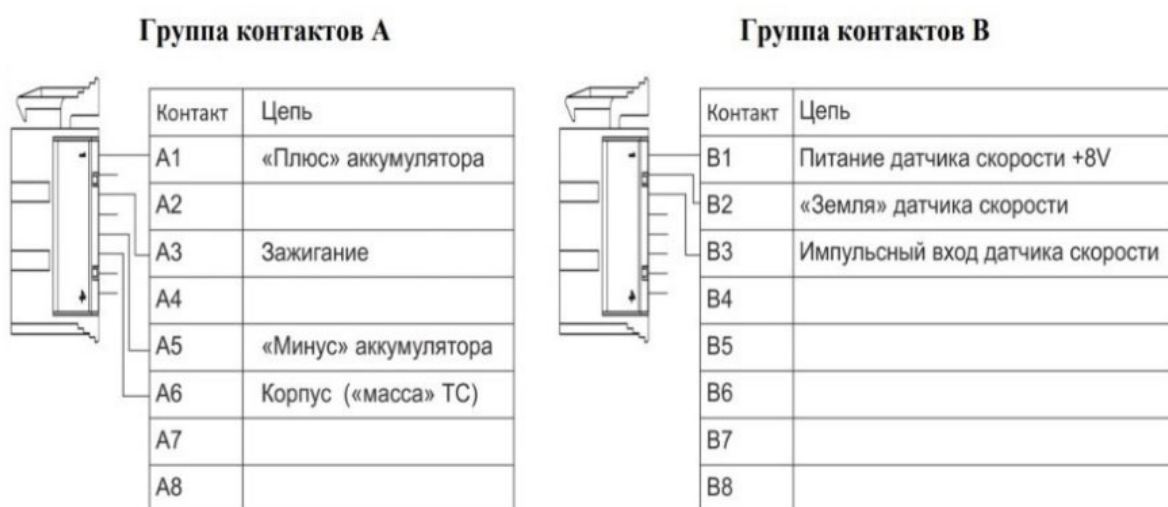 Группа контактов А
Контакт Цепь
A1 «Плюс» аккумулятора
A2
A3 Зажигание
A4
A5 «Минус» аккумулятора
A6 Корпус («масса» ТС)
A7
A8
Группа контактов В
Контакт Цепь
B1 Питание датчика скорости +8V
B2 «Земля» датчика скорости
B3 Импульсный вход датчика скорости
B4
B5
B6
B7
B8